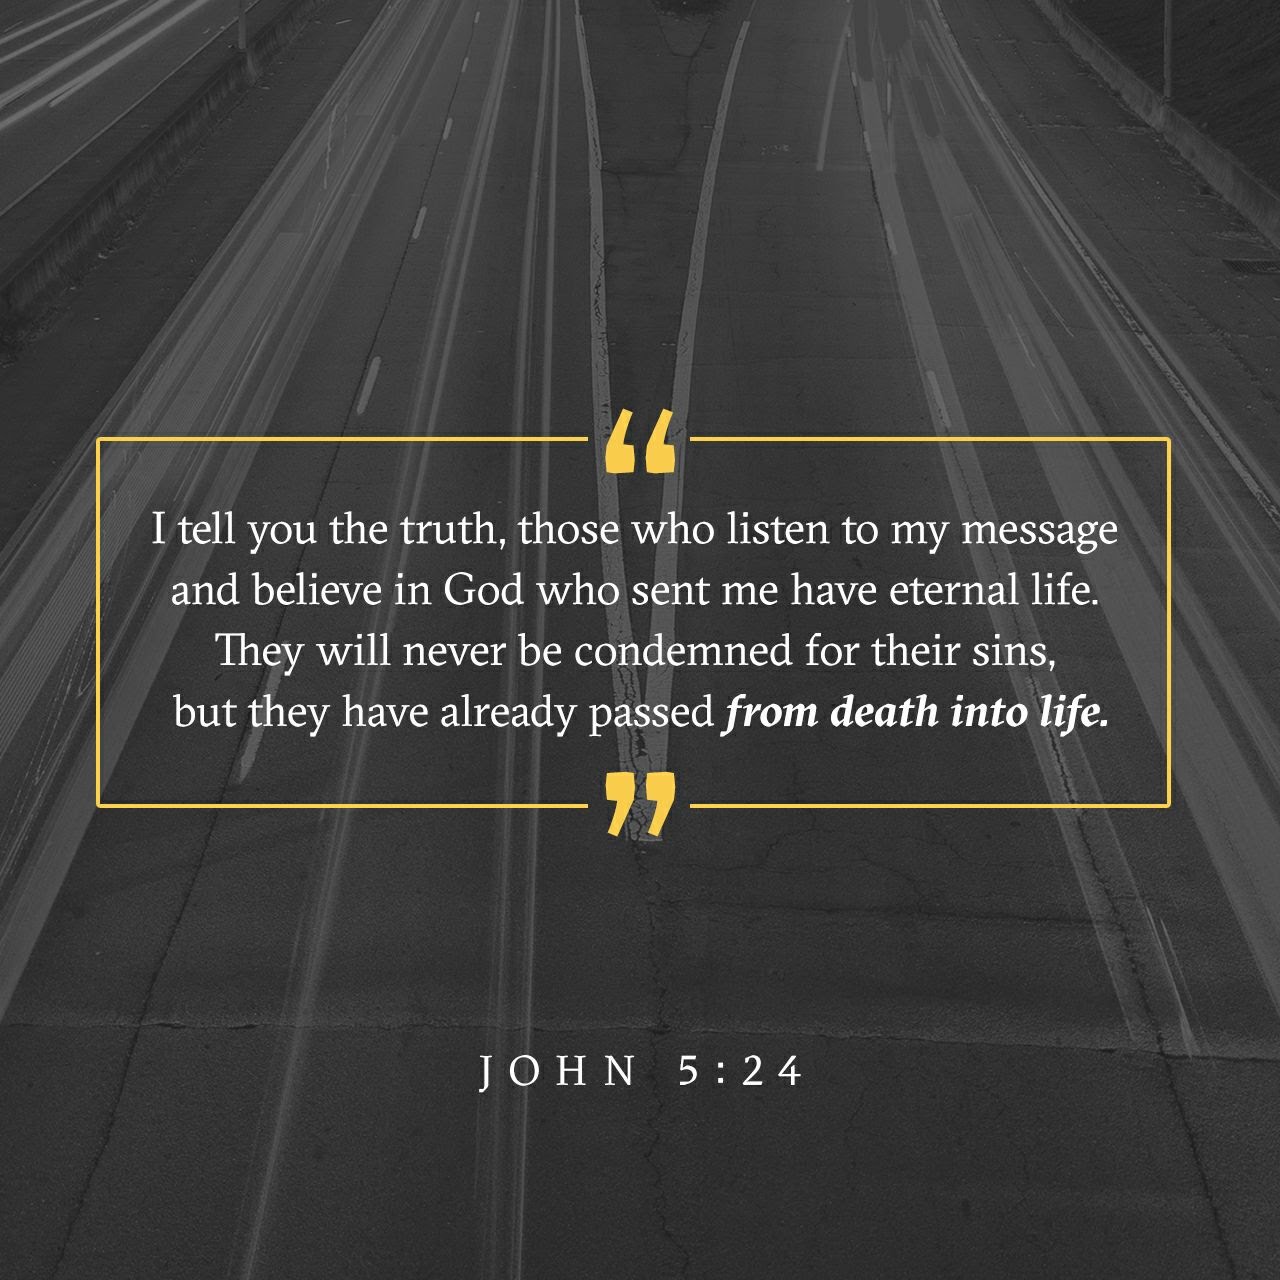 “
I tell you the truth, those who listen to my message
and believe in God who sent me have eternal life.
They will never be condemned for their sins,
but they have already passed from death into life.
”
JOHN 5:24